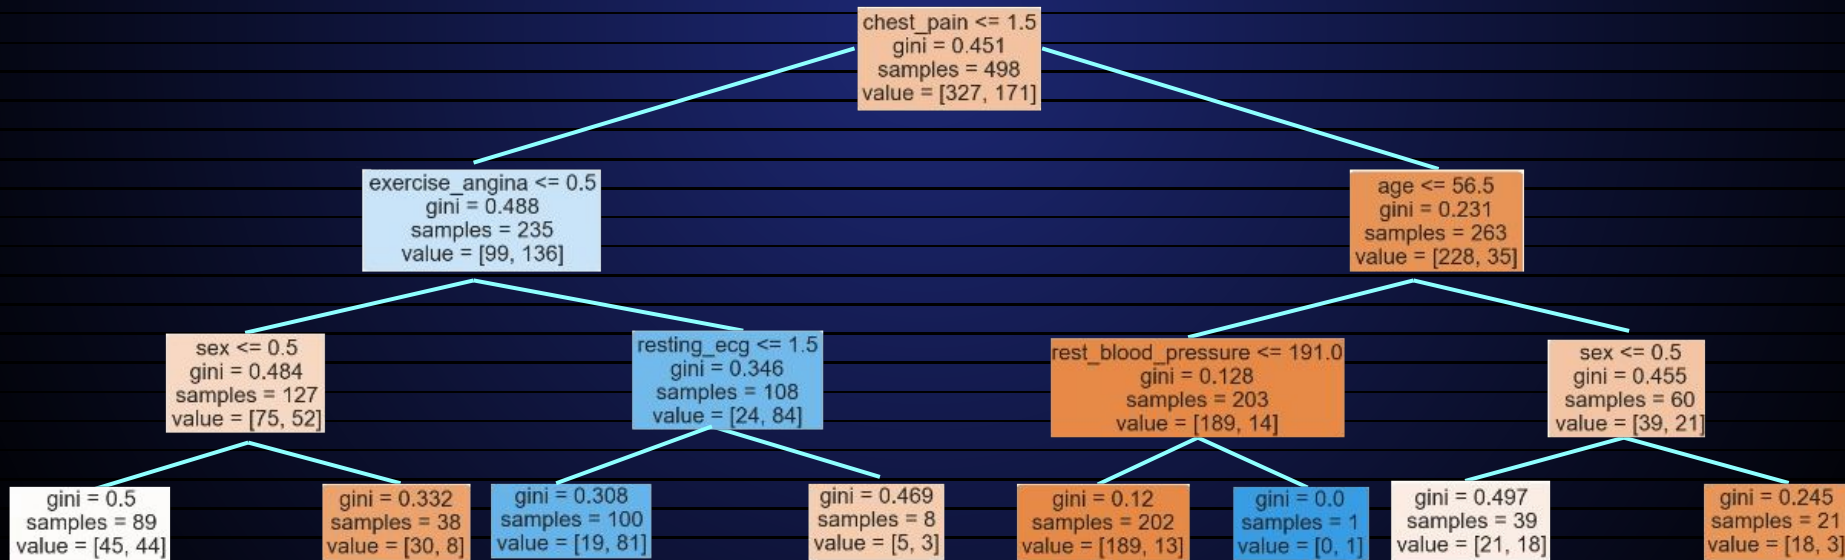 chest_pain <= 1.5
gini = 0.451
samples = 498
value = [327, 171]
exercise_angina <= 0.5
gini = 0.488
samples = 235
value = [99, 136]
age <= 56.5
gini = 0.231
samples = 263
value = [228, 35]
sex <= 0.5
gini = 0.484
samples = 127
value = [75, 52]
resting_ecg <= 1.5
gini = 0.346
samples = 108
value = [24, 84]
rest_blood_pressure <= 191.0
gini = 0.128
samples = 203
value = [189, 14]
sex <= 0.5
gini = 0.455
samples = 60
value = [39, 21]
gini = 0.5
samples = 89
value = [45, 44]
gini = 0.332
samples = 38
value = [30, 8]
gini = 0.308
samples = 100
value = [19, 81]
gini = 0.469
samples = 8
value = [5, 3]
gini = 0.12
samples = 202
value = [189, 13]
gini = 0.0
samples = 1
value = [0, 1]
gini = 0.497
samples = 39
value = [21, 18]
gini = 0.245
samples = 21
value = [18, 3